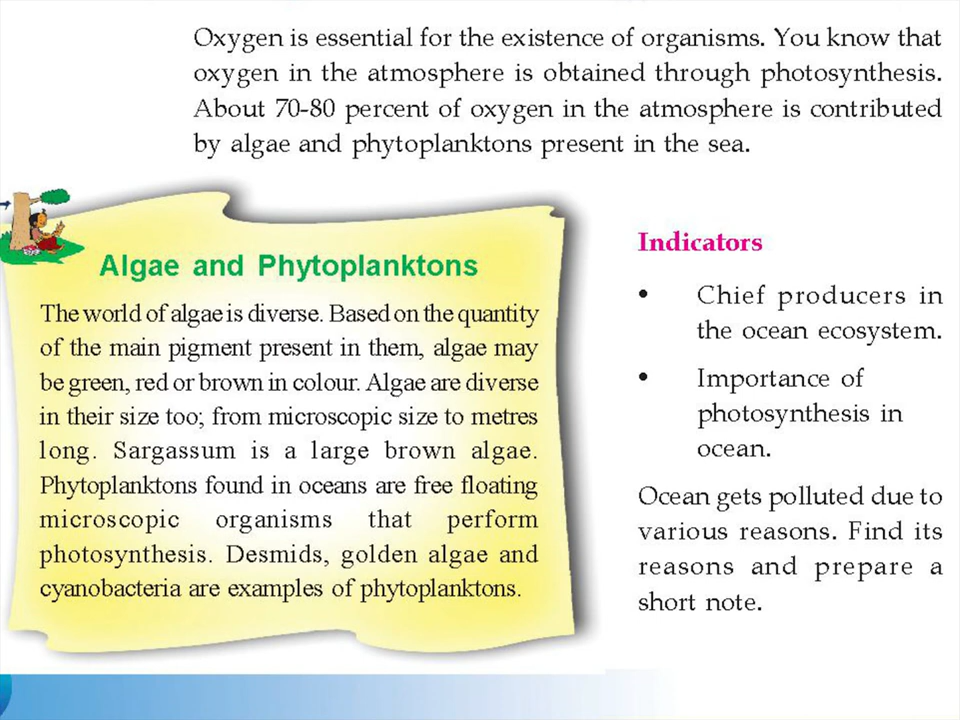 Oxygen is essential for the existence of organisms. You know that
oxygen in the atmosphere is obtained through photosynthesis.
About 70-80 percent of oxygen in the atmosphere is contributed
by algae and phytoplanktons present in the sea.
Algae and Phytoplanktons
The world of algae is diverse. Based on the quantity
of the main pigment present in them, algae may
be green, red or brown in colour. Algae are diverse
in their size too; from microscopic size to metres
long. Sargassum is a large brown algae.
Phytoplanktons found in oceans are free floating
microscopic organisms that perform
photosynthesis. Desmids, golden algae and
cyanobacteria are examples of phytoplanktons.
Indicators
• Chief producers in
the ocean ecosystem.
• Importance of
photosynthesis in
ocean.
Ocean gets polluted due to
various reasons. Find its
reasons and prepare a
short note.